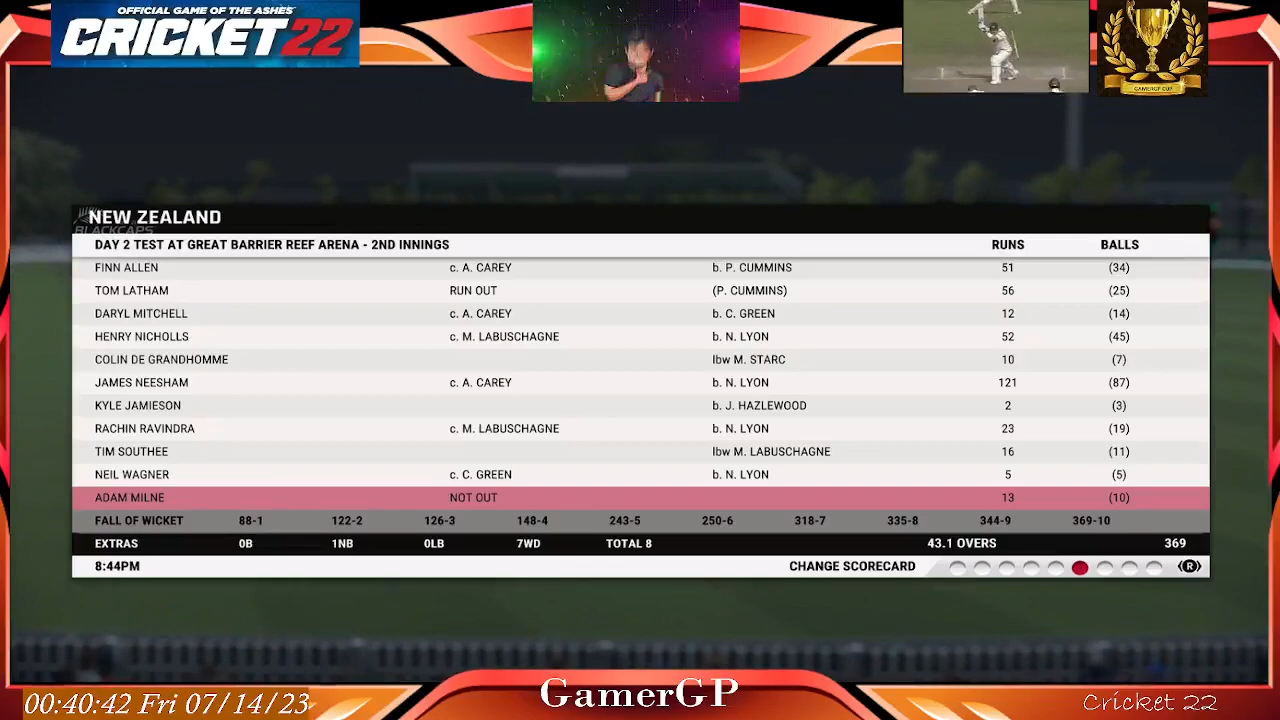 OFFICIAL GAME OF THE ASHES
CRICKET 22
GAMERGP CUP
NEW ZEALAND
BLACKCAPS
DAY 2 TEST AT GREAT BARRIER REEF ARENA - 2ND INNINGS RUNS BALLS
FINN ALLEN c. A. CAREY b. P. CUMMINS 51 (34)
TOM LATHAM RUN OUT (P. CUMMINS) 56 (25)
DARYL MITCHELL c. A. CAREY b. C. GREEN 12 (14)
HENRY NICHOLLS c. M. LABUSCHAGNE b. N. LYON 52 (45)
COLIN DE GRANDHOMME lbw M. STARC 10 (7)
JAMES NEESHAM c. A. CAREY b. N. LYON 121 (87)
KYLE JAMIESON b. J. HAZLEWOOD 2 (3)
RACHIN RAVINDRA c. M. LABUSCHAGNE b. N. LYON 23 (19)
TIM SOUTHEE lbw M. LABUSCHAGNE 16 (11)
NEIL WAGNER c. C. GREEN b. N. LYON 5 (5)
ADAM MILNE NOT OUT 13 (10)
FALL OF WICKET 88-1 122-2 126-3 148-4 243-5 250-6 318-7 335-8 344-9 369-10
EXTRAS 0B 1NB 0LB 7WD TOTAL 8 43.1 OVERS 369
8:44PM CHANGE SCORECARD R
00:40:42 Fri 07/14/23 GamerGP Cricket 22